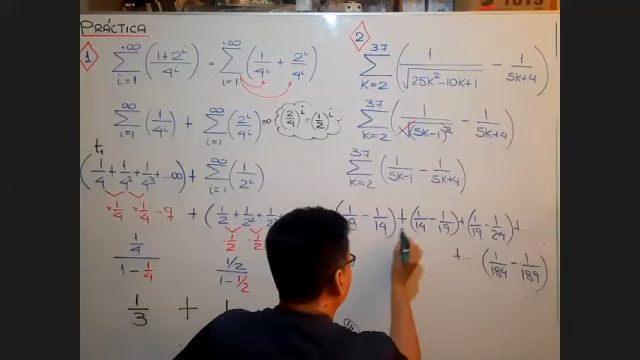 PRÁCTICA
1
+∞ ∑ i=1 (1+2^i / 4^i) = +∞ ∑ i=1 (1/4^i + 2^i/4^i)
∞ ∑ i=1 (1/4^i) + ∞ ∑ i=1 (2^i/4^i) (2/4)^i = (1/2)^i
t₁
(1/4 + 1/4² + 1/4³ + ...∞) + ∞ ∑ i=1 (1/2^i)
×1/4 ×1/4 + (1/2 + 1/2² + 1/2
·1/2 ·1/2
1/4 / 1 - 1/4 1/2 / 1 - 1/2
1/3 + 1
2
37 ∑ K=2 (1/√25K²-10K+1 - 1/5K+4)
37 ∑ K=2 (1/√(5K-1)² - 1/5K+4)
37 ∑ K=2 (1/5K-1 - 1/5K+4)
(1/9 - 1/14) + (1/14 - 1/19) + (1/19 - 1/24) + ...
+... (1/184 - 1/189)